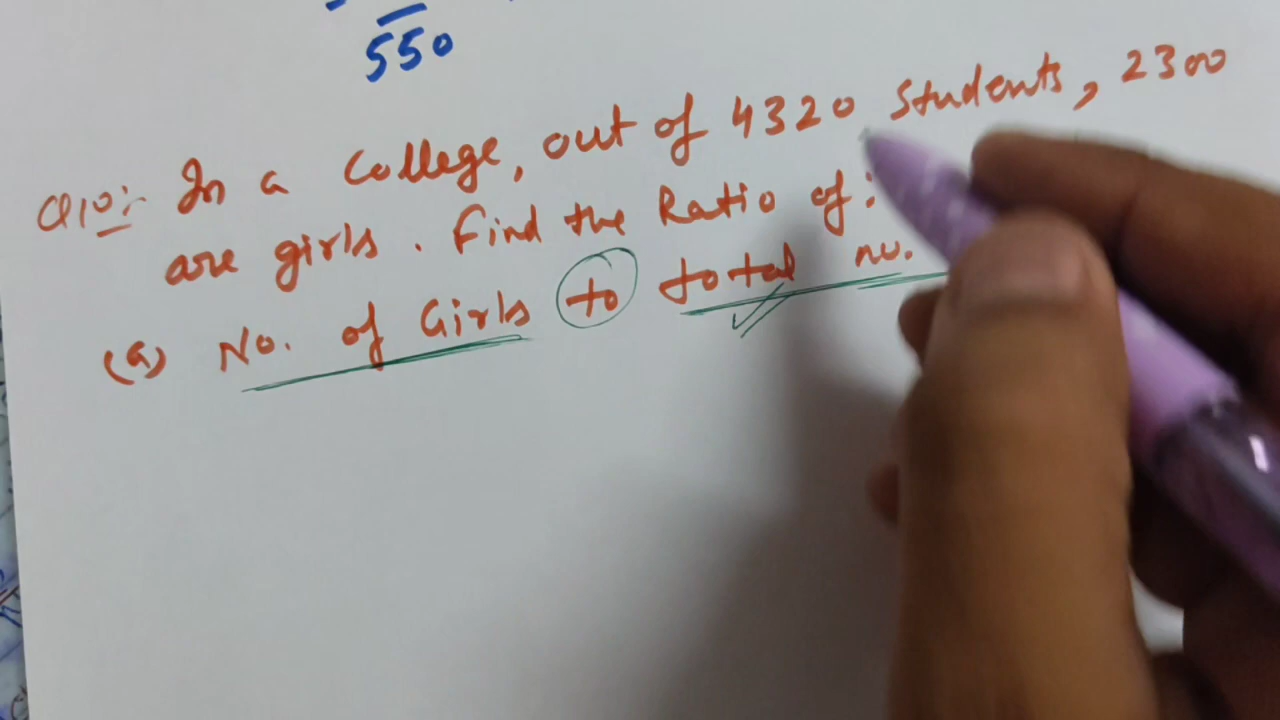 550
Q10:- In a College, out of 4320 Students, 2300
are girls. Find the Ratio of:
(a) No. of Girls to total no.